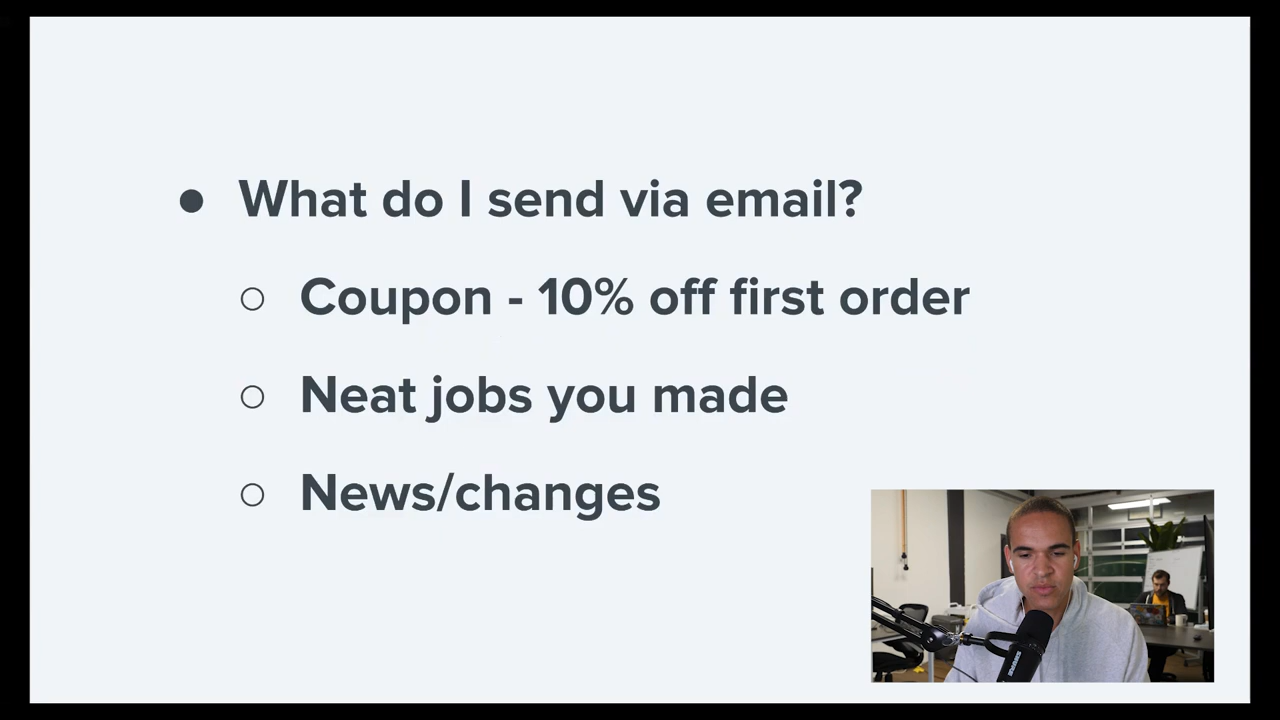 ● What do I send via email?
○ Coupon - 10% off first order
○ Neat jobs you made
○ News/changes